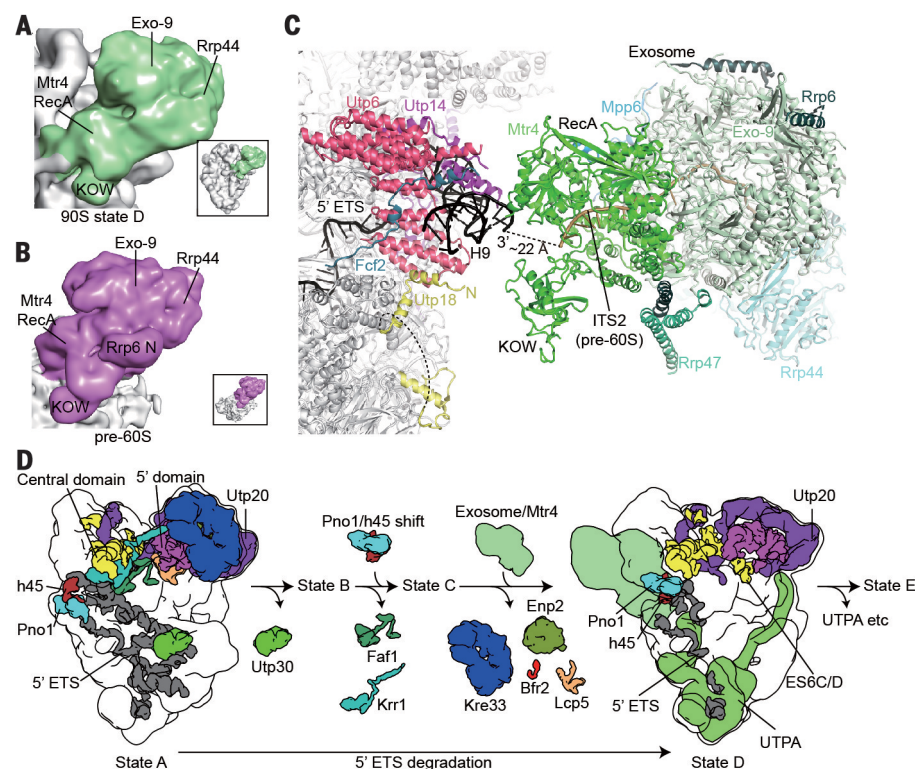 A
Exo-9
Rrp44
Mtr4
RecA
KOW
90S state D
B
Exo-9
Rrp44
Mtr4
RecA
Rrp6 N
KOW
pre-60S
C
Exosome
Utp6
Utp14
Mpp6
Rrp6
Mtr4
RecA
Exo-9
5′ ETS
H9
3′
~22 Å
Fcf2
Utp18
N
ITS2
(pre-60S)
KOW
Rrp47
Rrp44
D
Central domain
5′ domain
Utp20
h45
Pno1
5′ ETS
State A
State B
Utp30
Pno1/h45 shift
State C
Faf1
Krr1
Exosome/Mtr4
Enp2
Kre33
Bfr2
Lcp5
Utp20
Pno1
h45
5′ ETS
ES6C/D
UTPA
State D
State E
UTPA etc
5′ ETS degradation